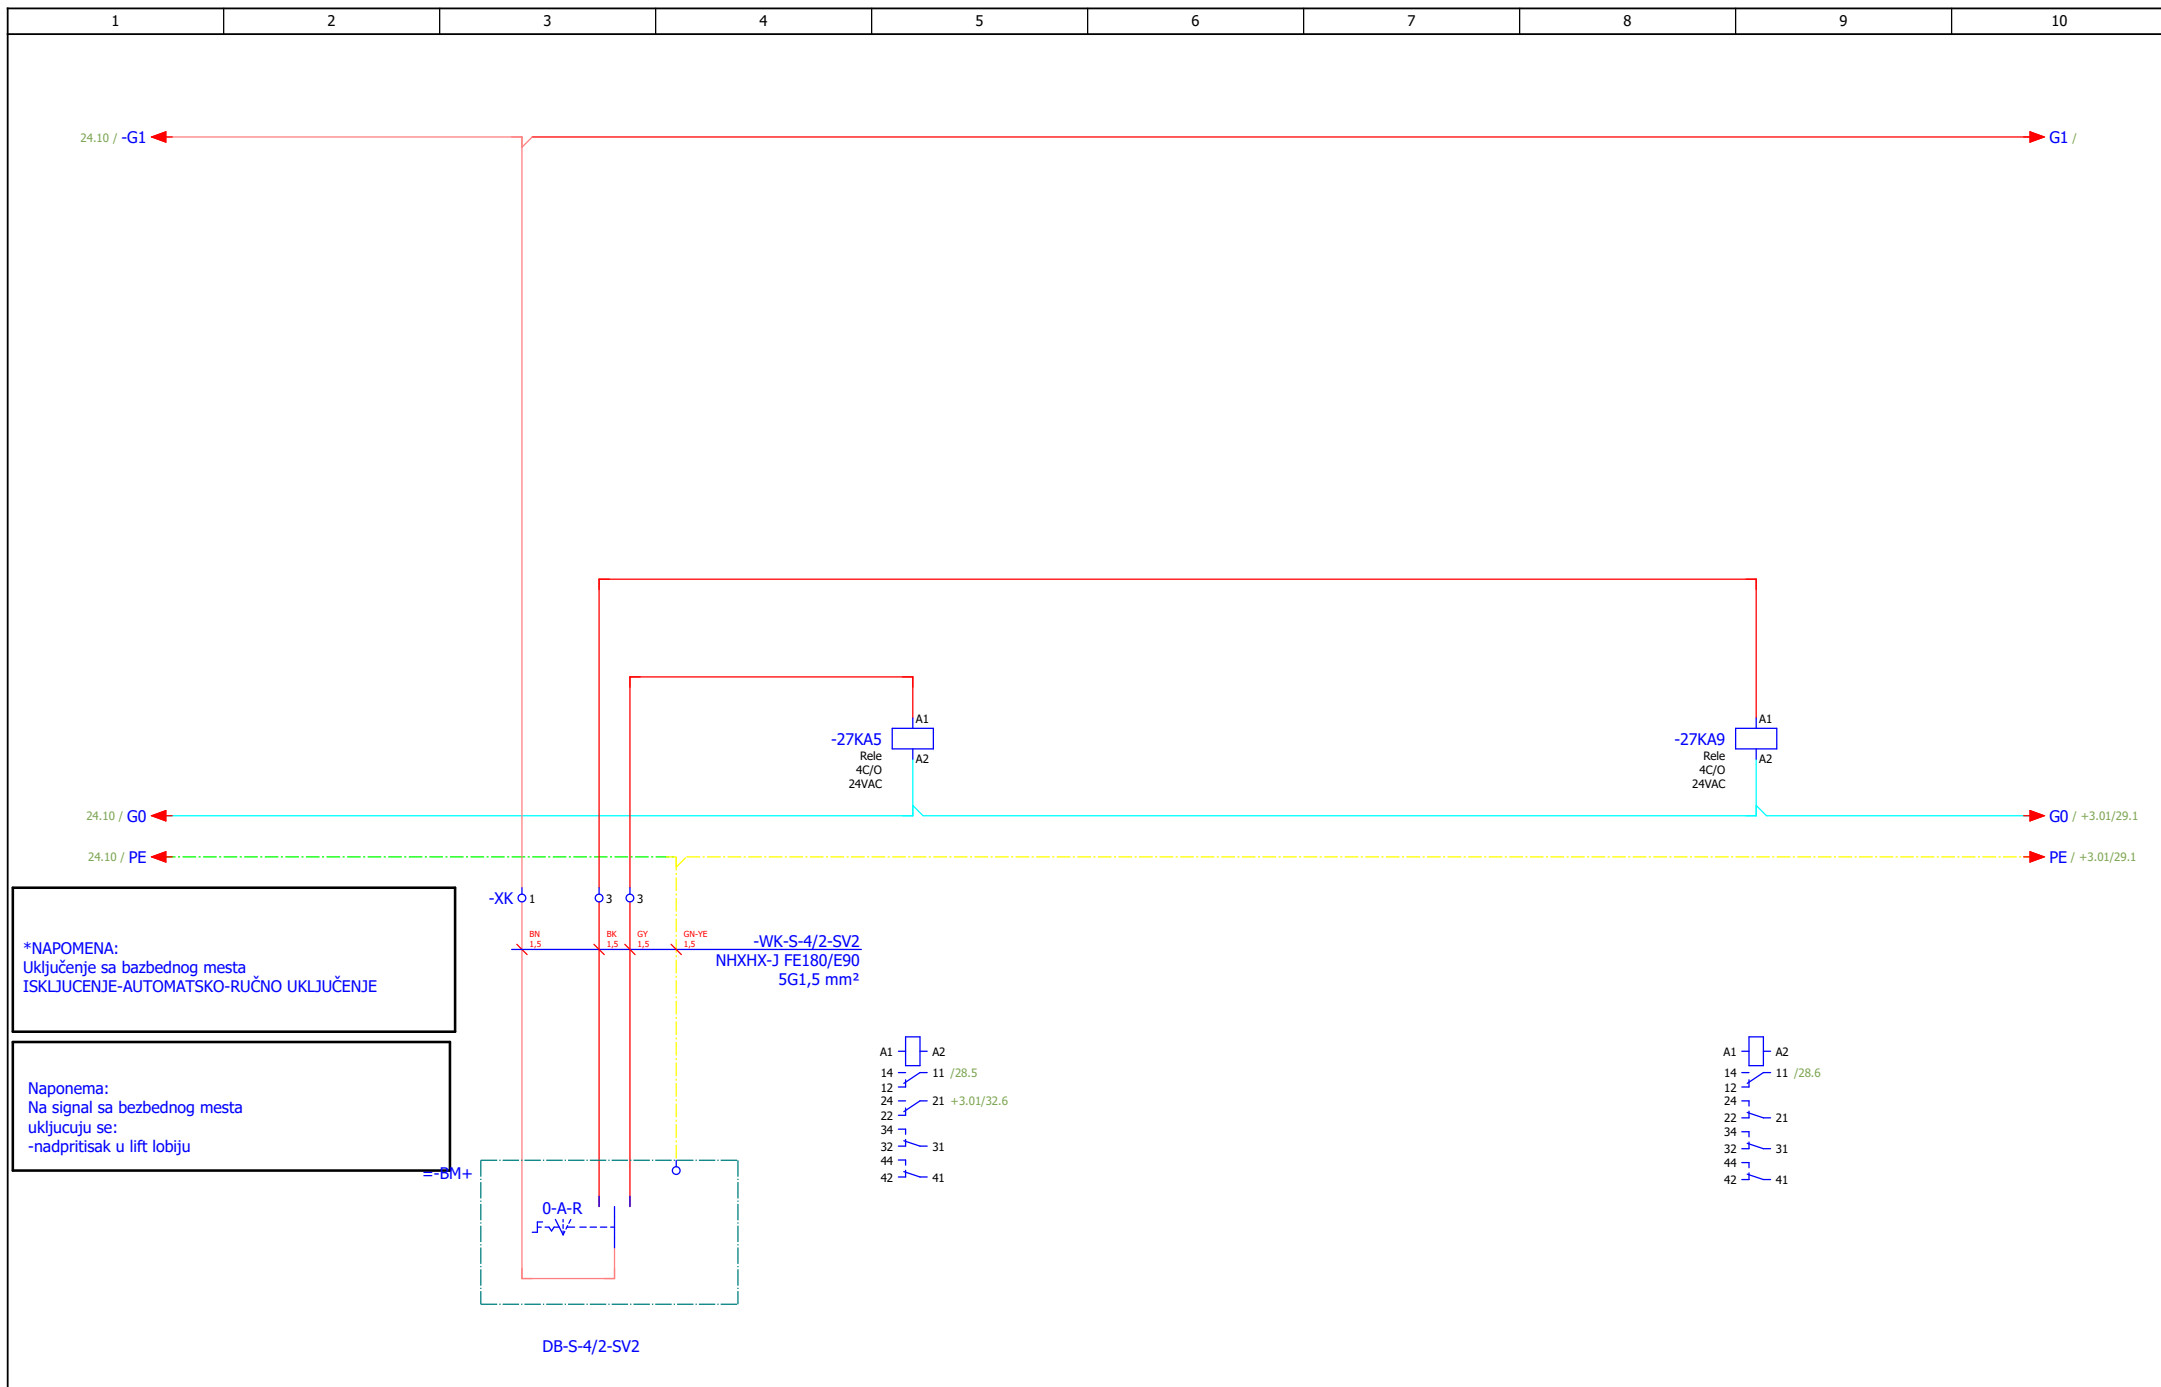 1 2 3 4 5 6 7 8 9 10
24.10 / -G1
G1 /
A1
-27KA5
Rele
4C/O
24VAC
A2
A1
-27KA9
Rele
4C/O
24VAC
A2
24.10 / G0
G0 / +3.01/29.1
24.10 / PE
PE / +3.01/29.1
-XK 1 3 3
BN
1,5
BK
1,5
GY
1,5
GN-YE
1,5
-WK-S-4/2-SV2
NHXHX-J FE180/E90
5G1,5 mm²
*NAPOMENA:
Uključenje sa bazbednog mesta
ISKLJUCENJE-AUTOMATSKO-RUČNO UKLJUČENJE
Naponema:
Na signal sa bezbednog mesta
ukljucuju se:
-nadpritisak u lift lobiju
=-BM+
0-A-R
DB-S-4/2-SV2
A1 A2
14 11 /28.5
12
24 21 +3.01/32.6
22
34
32 31
44
42 41
A1 A2
14 11 /28.6
12
24
22 21
34
32 31
44
42 41